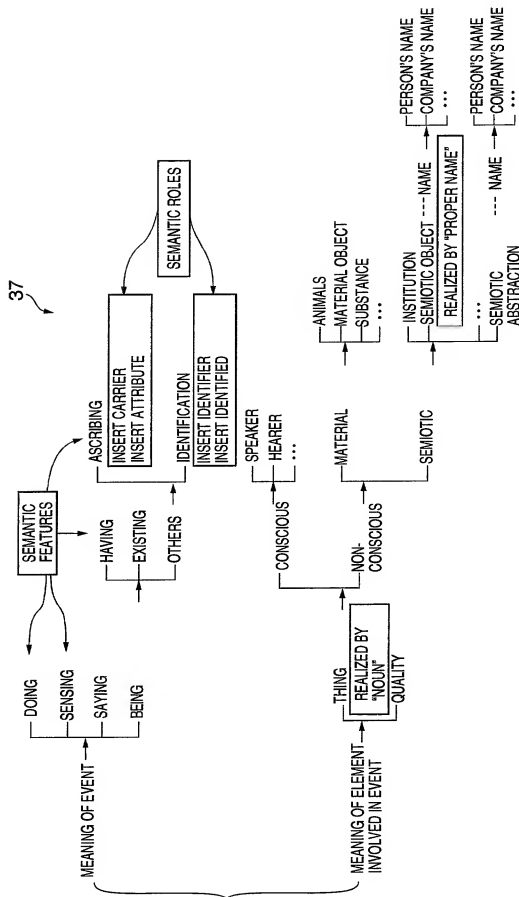 37
SEMANTIC
FEATURES
DOING
SENSING
SAYING
BEING
MEANING OF EVENT
HAVING
EXISTING
OTHERS
ASCRIBING
INSERT CARRIER
INSERT ATTRIBUTE
IDENTIFICATION
INSERT IDENTIFIER
INSERT IDENTIFIED
SEMANTIC ROLES
MEANING OF ELEMENT
INVOLVED IN EVENT
THING
REALIZED BY
"NOUN"
QUALITY
CONSCIOUS
NON-
CONSCIOUS
SPEAKER
HEARER
...
MATERIAL
SEMIOTIC
ANIMALS
MATERIAL OBJECT
SUBSTANCE
...
INSTITUTION
SEMIOTIC OBJECT --- NAME
REALIZED BY "PROPER NAME"
...
SEMIOTIC
ABSTRACTION
--- NAME
PERSON'S NAME
COMPANY'S NAME
...
PERSON'S NAME
COMPANY'S NAME
...